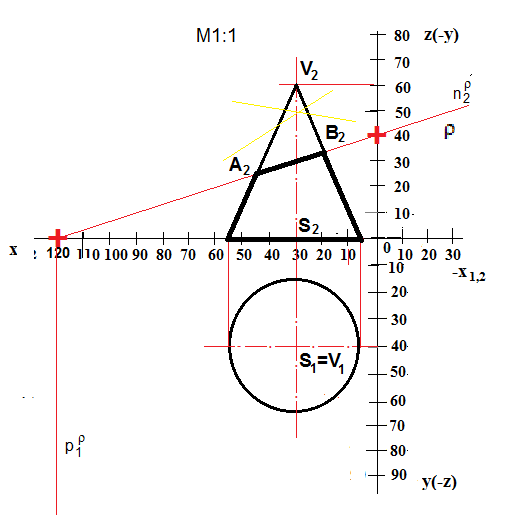 M1:1
80 z(-y)
70
V₂
60
n₂ᵨ′
50
B₂
40 ρ
30
A₂
20
10
S₂
x 120 110 100 90 80 70 60 50 40 30 20 10 0 10 20 30 -x₁,₂
10
20
30
40
S₁=V₁
50
60
70
p₁ᵨ
80
90 y(-z)